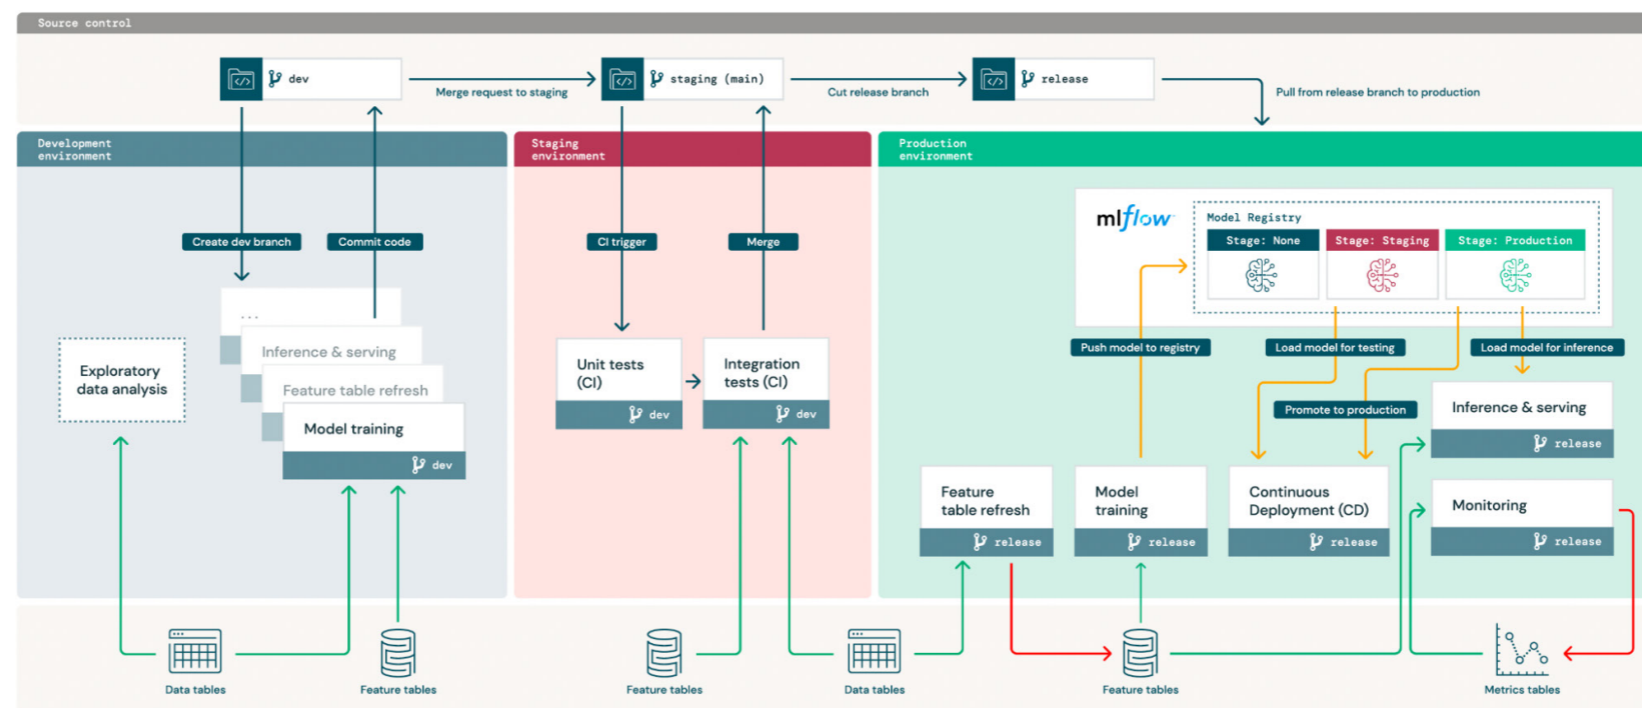 Source control
dev
Merge request to staging
staging (main)
Cut release branch
release
Pull from release branch to production
Development
environment
Create dev branch
Commit code
...
Inference & serving
Feature table refresh
Model training
dev
Exploratory
data analysis
Staging
environment
CI trigger
Merge
Unit tests
(CI)
dev
Integration
tests (CI)
dev
Production
environment
mlflow
Model Registry
Stage: None
Stage: Staging
Stage: Production
Push model to registry
Load model for testing
Load model for inference
Promote to production
Inference & serving
release
Feature
table refresh
release
Model
training
release
Continuous
Deployment (CD)
release
Monitoring
release
Data tables
Feature tables
Feature tables
Data tables
Feature tables
Metrics tables